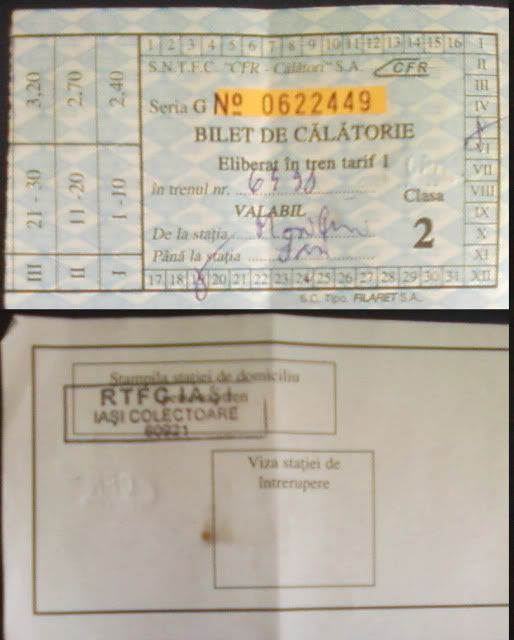 1 2 3 4 5 6 7 8 9 10 11 12 13 14 15 16 I
S.N.T.F.C. "CFR - Călători" S.A. CFR
II
III
IV
VI
VII
VIII
IX
X
XI
XII
Seria G Nº 0622449
BILET DE CĂLĂTORIE
Eliberat în tren tarif 1
în trenul nr.
Clasa
2
VALABIL
De la stația
Până la stația
17 18 19 20 21 22 23 24 25 26 27 28 29 30 31
S.C. Tipo. FILARET S.A.
3,20 2,70 2,40
21 - 30 11 -20 1 -10
III II I
Stampila stației de domiciliu
RTFC IAȘI
IAȘI COLECTOARE
60921
Viza stației de
întrerupere